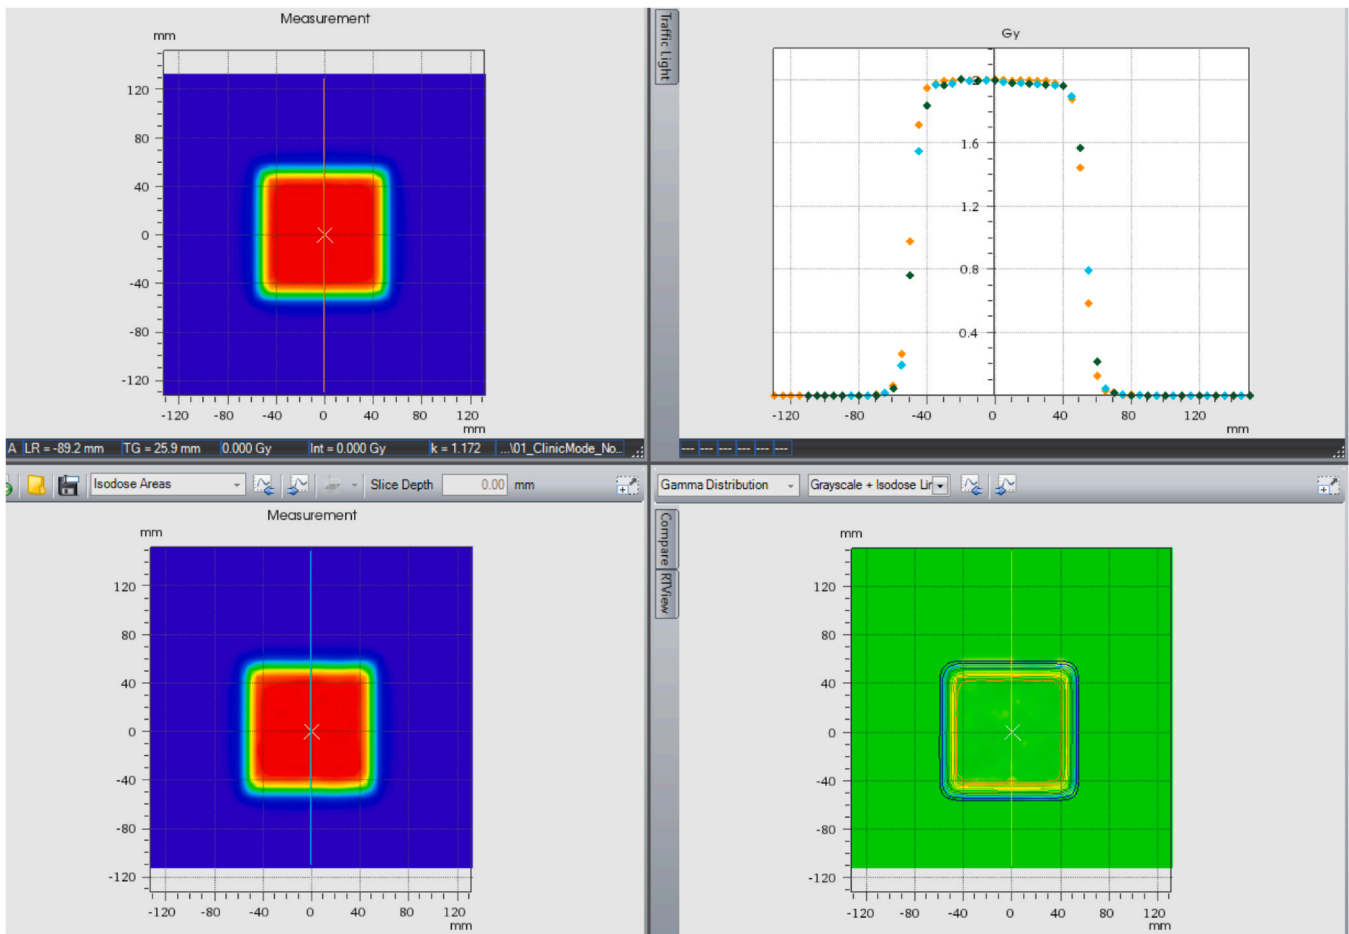 Measurement
mm
120
80
40
0
-40
-80
-120
-120 -80 -40 0 40 80 120
mm
A LR = -89.2 mm TG = 25.9 mm 0.000 Gy Int = 0.000 Gy k = 1.172 ...\01_ClinicMode_No...
Traffic Light
Gy
1.6
1.2
0.8
0.4
-120 -80 -40 0 40 80 120
mm
--- --- --- --- --- ---
Isodose Areas Slice Depth 0.00 mm
Gamma Distribution Grayscale + Isodose Lir
Measurement
mm
120
80
40
0
-40
-80
-120
-120 -80 -40 0 40 80 120
mm
Compare
RTView
mm
120
80
40
0
-40
-80
-120
-120 -80 -40 0 40 80 120
mm